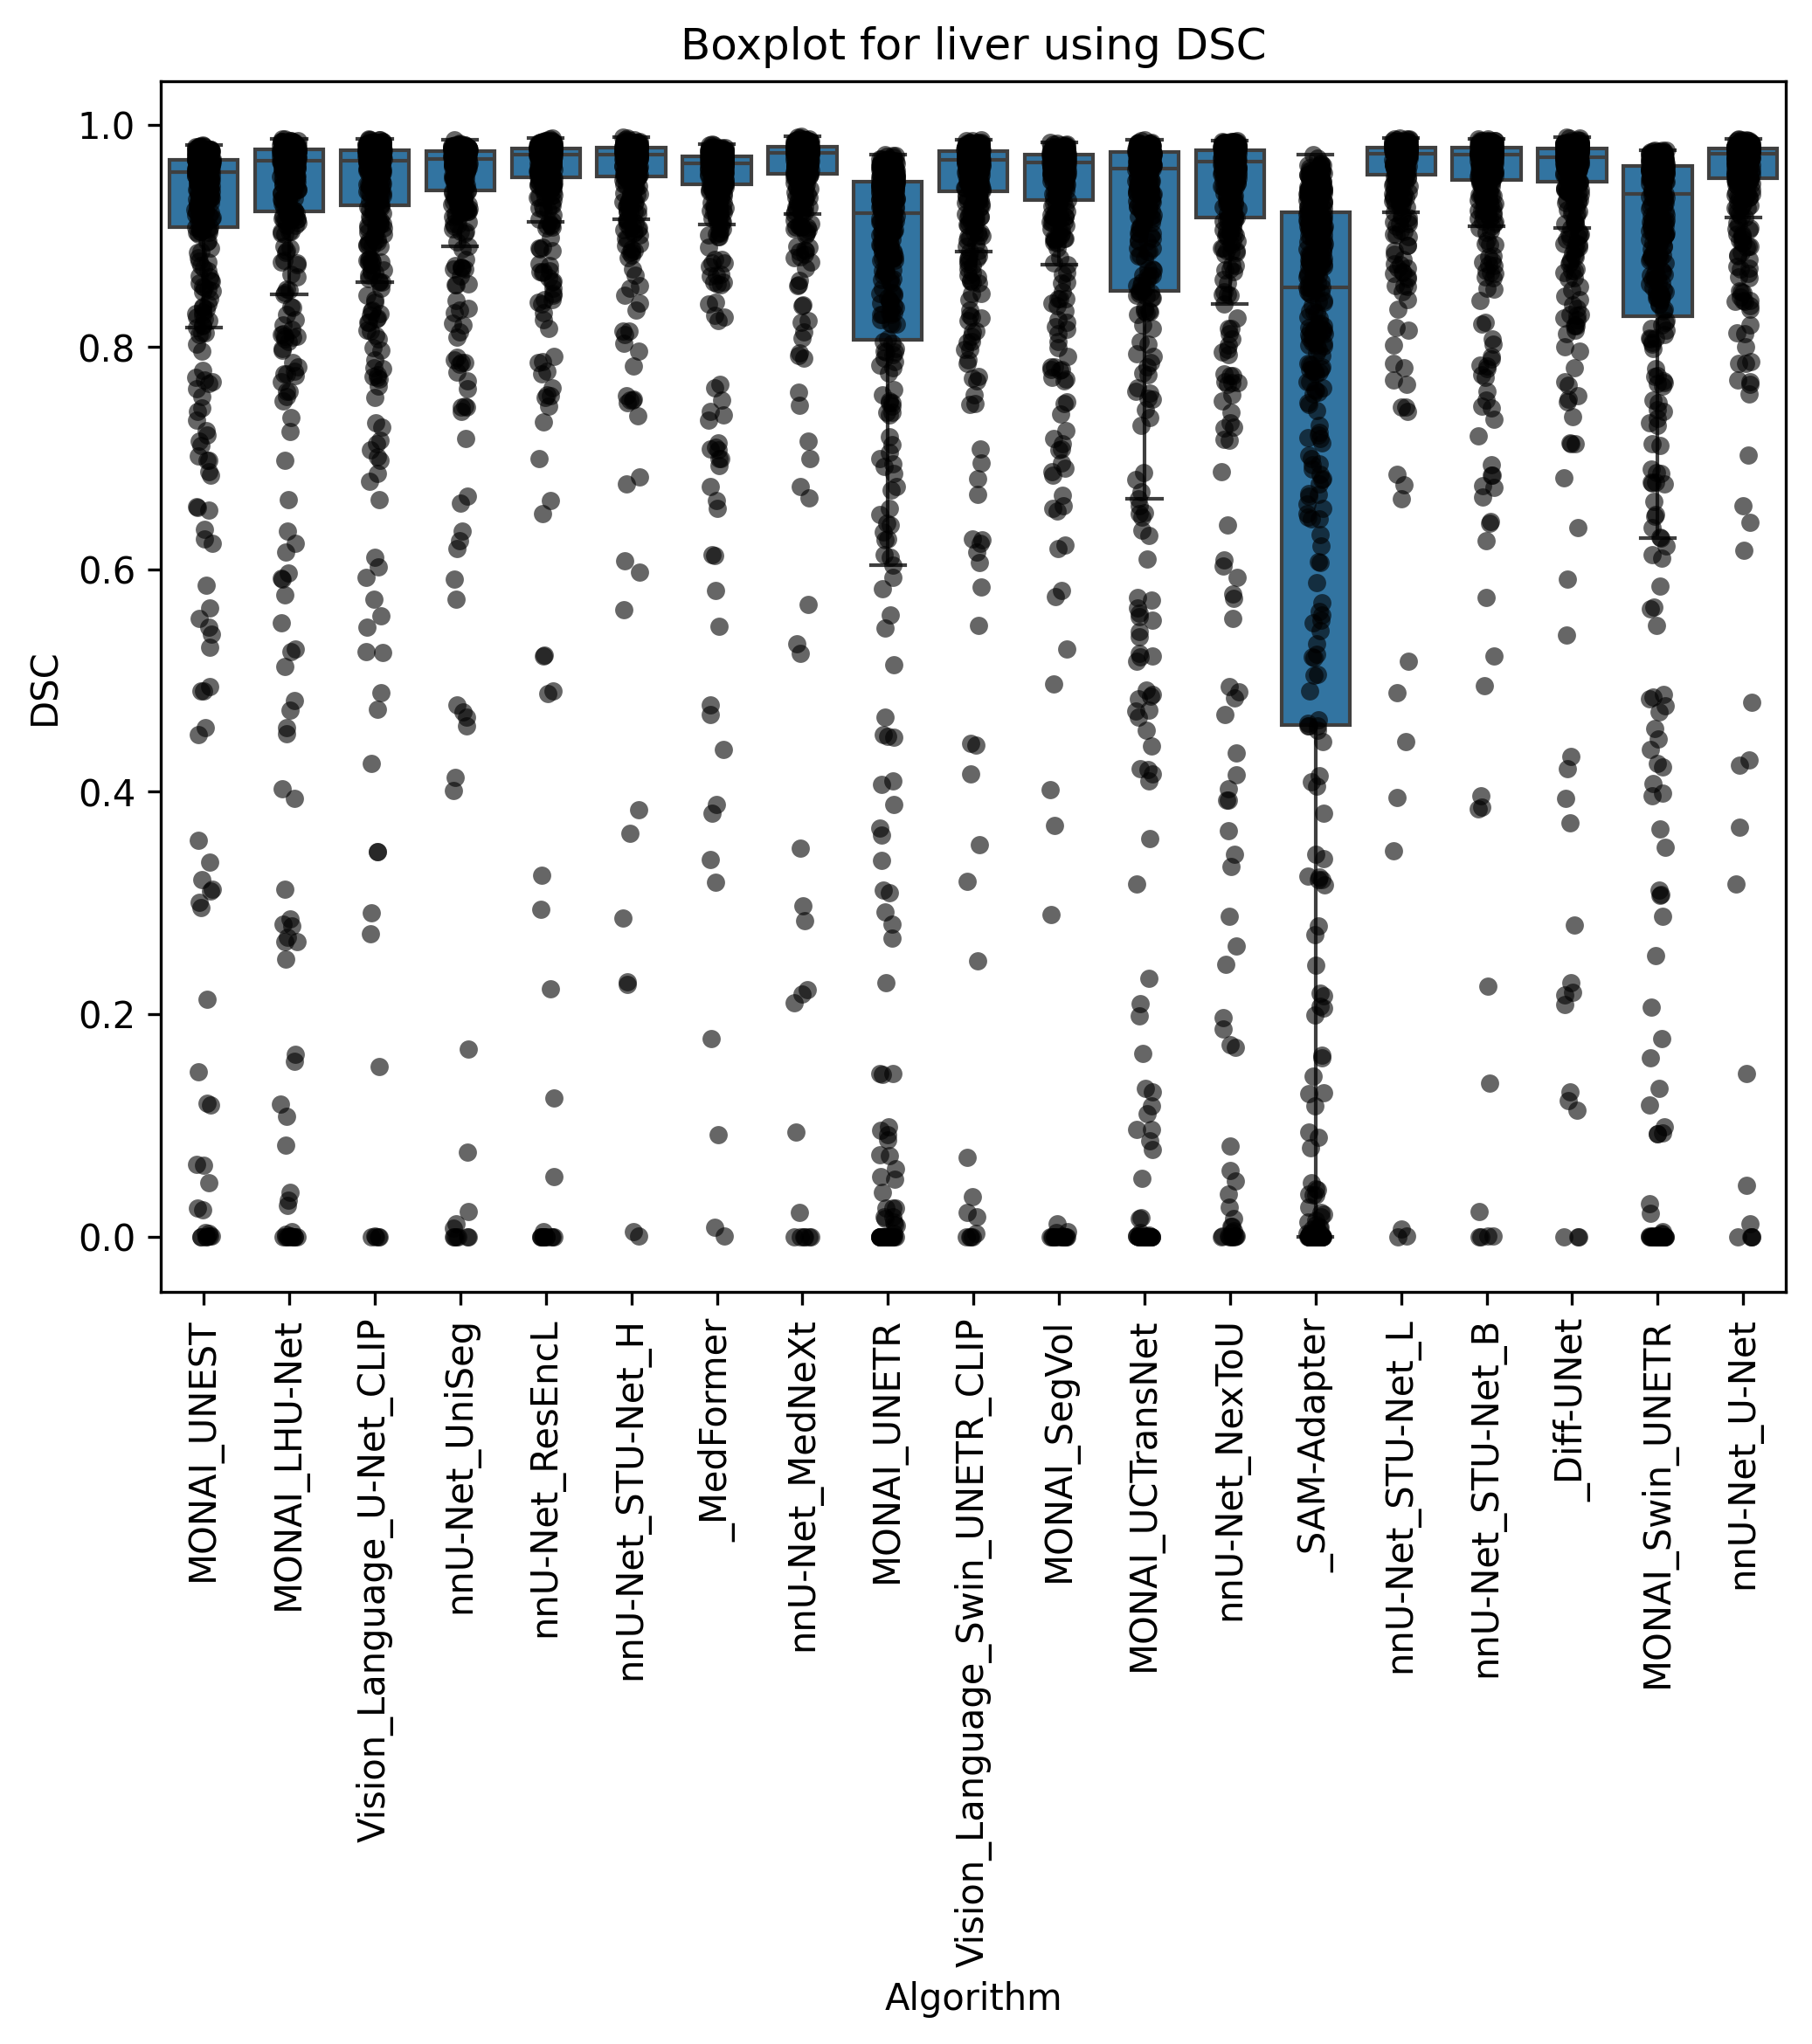 Boxplot for liver using DSC
1.0
0.8
0.6
0.4
0.2
0.0
DSC
MONAI_UNEST
MONAI_LHU-Net
Vision_Language_U-Net_CLIP
nnU-Net_UniSeg
nnU-Net_ResEncL
nnU-Net_STU-Net_H
_MedFormer
nnU-Net_MedNeXt
MONAI_UNETR
Vision_Language_Swin_UNETR_CLIP
MONAI_SegVol
MONAI_UCTransNet
nnU-Net_NexToU
_SAM-Adapter
nnU-Net_STU-Net_L
nnU-Net_STU-Net_B
_Diff-UNet
MONAI_Swin_UNETR
nnU-Net_U-Net
Algorithm